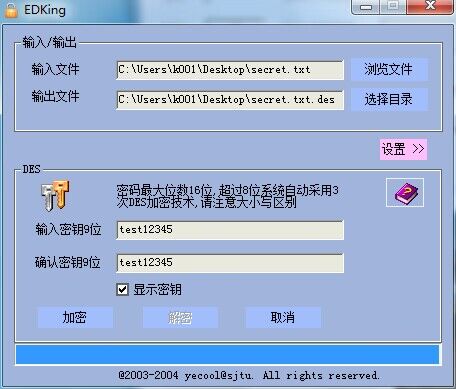 EDKing
输入/输出
输入文件 C:\Users\k001\Desktop\secret.txt 浏览文件
输出文件 C:\Users\k001\Desktop\secret.txt.des 选择目录
设置 >>
DES
密码最大位数16位,超过8位系统自动采用3
次DES加密技术,请注意大小写区别
输入密钥9位 test12345
确认密钥9位 test12345
显示密钥
加密 解密 取消
@2003-2004 yecool@sjtu. All rights reserved.